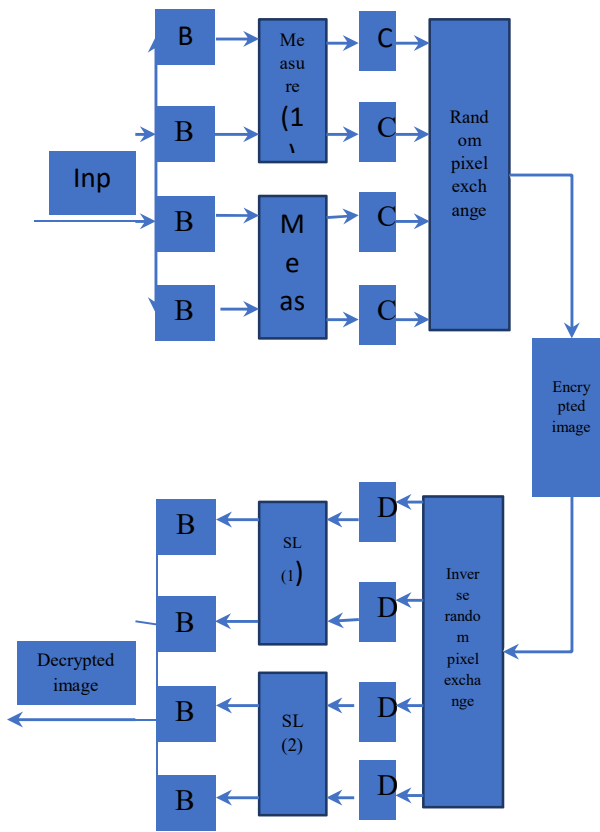 B
Me
asu
re
(1
)
C
B
C
Ran
d
om
pixel
exch
ange
Inp
B
M
e
as
C
B
C
Encry
pted
image
B
SL
(1)
D
Inver
se
rando
m
pixel
excha
nge
B
D
Decrypted
image
B
SL
(2)
D
B
D